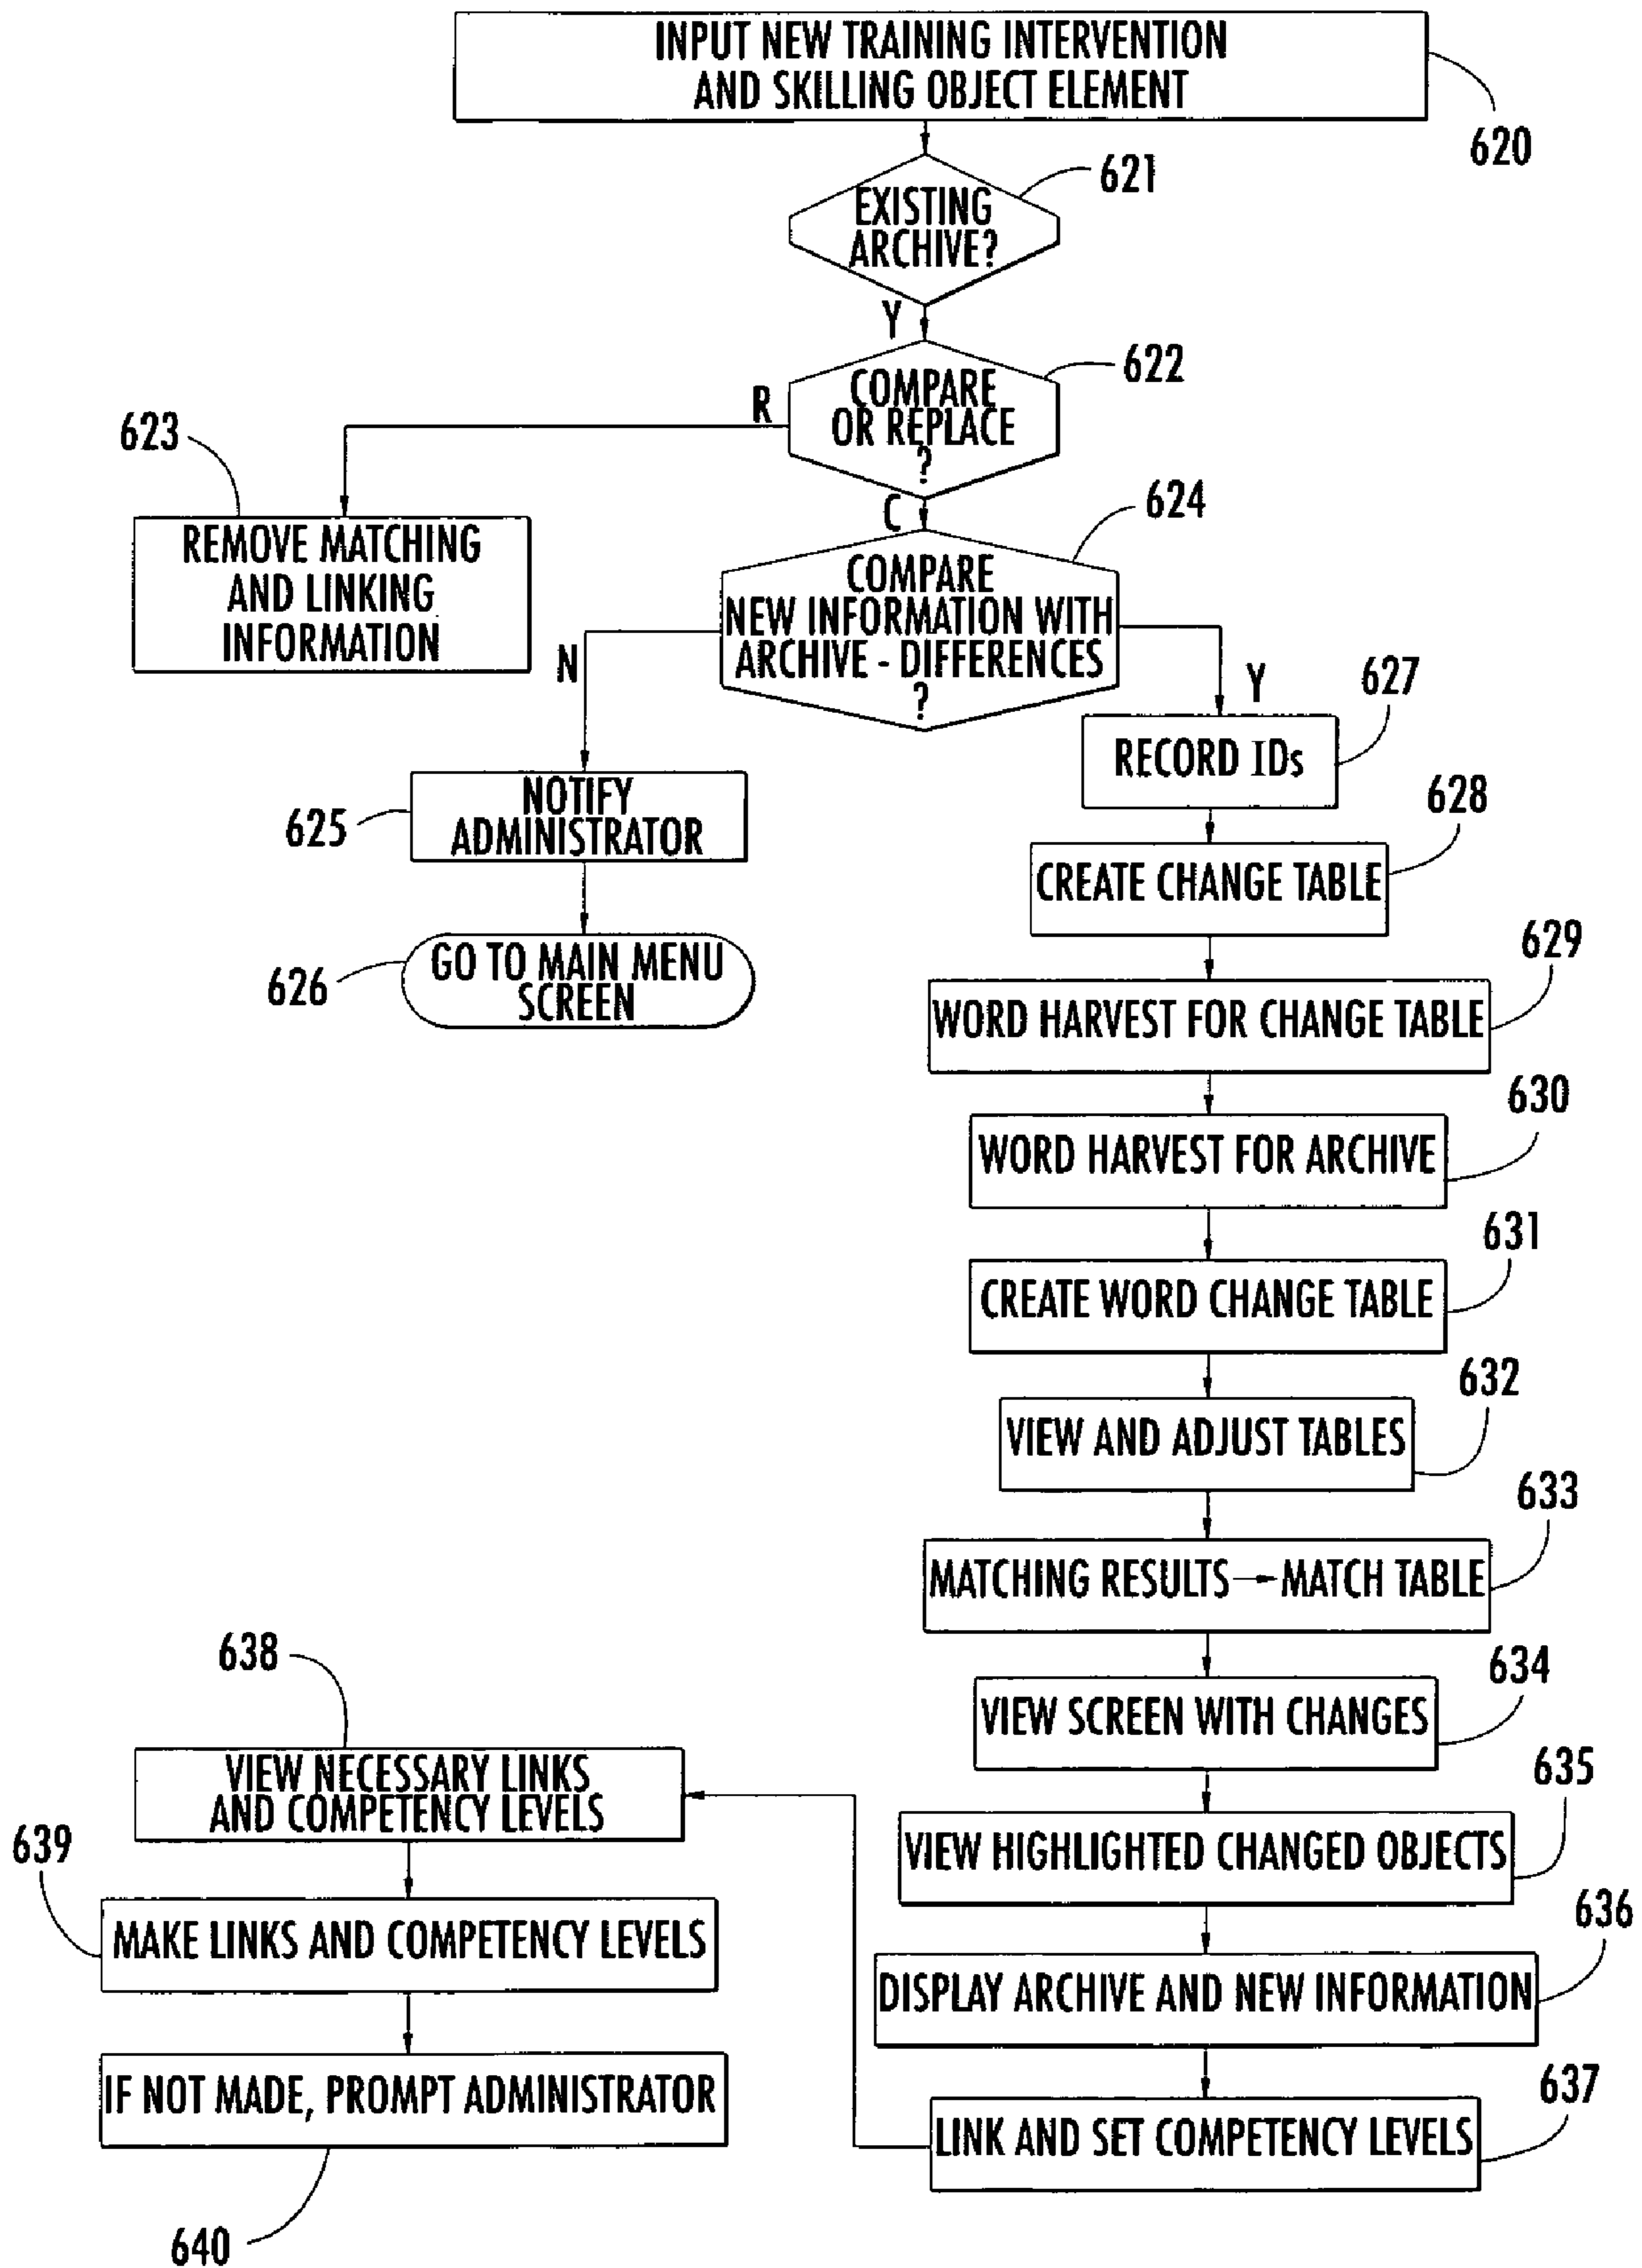 INPUT NEW TRAINING INTERVENTION
AND SKILLING OBJECT ELEMENT
620
621
EXISTING
ARCHIVE?
Y
622
COMPARE
OR REPLACE
?
R
623
REMOVE MATCHING
AND LINKING
INFORMATION
C
624
COMPARE
NEW INFORMATION WITH
ARCHIVE - DIFFERENCES
?
N
Y
627
RECORD IDs
625
NOTIFY
ADMINISTRATOR
628
CREATE CHANGE TABLE
626
GO TO MAIN MENU
SCREEN
629
WORD HARVEST FOR CHANGE TABLE
630
WORD HARVEST FOR ARCHIVE
631
CREATE WORD CHANGE TABLE
632
VIEW AND ADJUST TABLES
633
MATCHING RESULTS → MATCH TABLE
634
VIEW SCREEN WITH CHANGES
635
VIEW HIGHLIGHTED CHANGED OBJECTS
636
DISPLAY ARCHIVE AND NEW INFORMATION
637
LINK AND SET COMPETENCY LEVELS
638
VIEW NECESSARY LINKS
AND COMPETENCY LEVELS
639
MAKE LINKS AND COMPETENCY LEVELS
IF NOT MADE, PROMPT ADMINISTRATOR
640